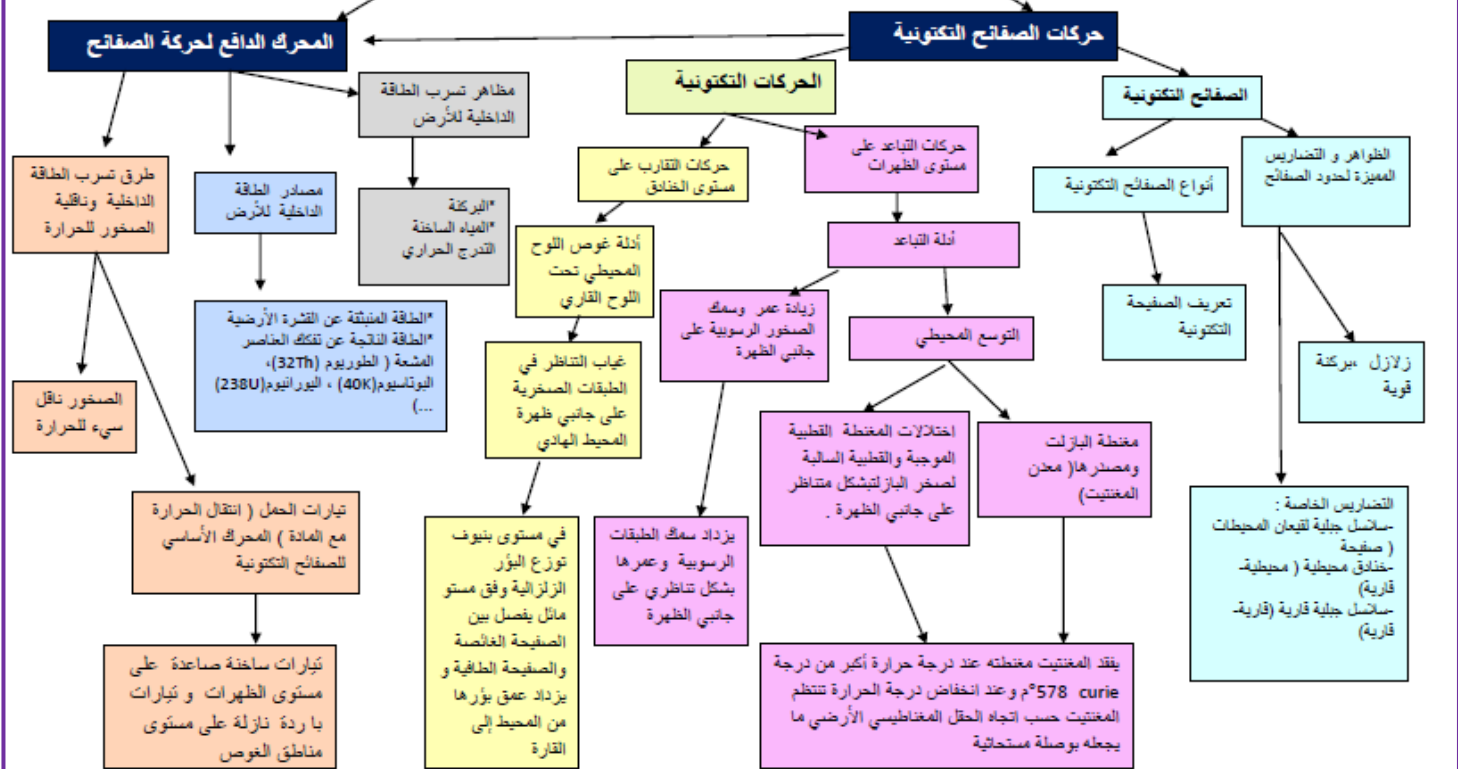 حركات الصفائح التكتونية
المحرك الدافع لحركة الصفائح
الصفائح التكتونية
الحركات التكتونية
مظاهر تسرب الطاقة
الداخلية للأرض
الظواهر و التضاريس
المميزة لحدود الصفائح
أنواع الصفائح التكتونية
تعريف الصفيحة
التكتونية
زلازل ،بركنة
قوية
التضاريس الخاصة :
-سلاسل جبلية لقيعان المحيطات
( صفيحة
-خنادق محيطية ( محيطية-
قارية)
-سلاسل جبلية قارية (قارية-
قارية)
حركات التباعد على
مستوى الظهرات
أدلة التباعد
التوسع المحيطي
زيادة عمر وسمك
الصخور الرسوبية على
جانبي الظهرة
مغنطة البازلت
ومصدرها( معدن
المغنتيت)
اختلالات المغنطة القطبية
الموجبة والقطبية السالبة
لصخر البازلتبشكل متناظر
على جانبي الظهرة .
يزداد سمك الطبقات
الرسوبية وعمرها
بشكل تناظري على
جانبي الظهرة
يفقد المغنتيت مغنطته عند درجة حرارة أكبر من درجة
578 curie°م وعند انخفاض درجة الحرارة تنتظم
المغنتيت حسب اتجاه الحقل المغناطيسي الأرضي ما
يجعله بوصلة مستحاثية
حركات التقارب على
مستوى الخنادق
أدلة غوص اللوح
المحيطي تحت
اللوح القاري
غياب التناظر في
الطبقات الصخرية
على جانبي ظهرة
المحيط الهادي
في مستوى بنيوف
توزع البؤر
الزلزالية وفق مستو
مائل يفصل بين
الصفيحة الغائصة
والصفيحة الطافية و
يزداد عمق بؤرها
من المحيط إلى
القارة
*البركنة
*المياه الساخنة
التدرج الحراري
مصادر الطاقة
الداخلية للأرض
*الطاقة المنبثقة عن القشرة الأرضية
*الطاقة الناتجة عن تفكك العناصر
المشعة ( الطوريوم (32Th)،
البوتاسيوم(40K) ، اليورانيوم(238U)
...)
طرق تسرب الطاقة
الداخلية وناقلية
الصخور للحرارة
الصخور ناقل
سيء للحرارة
تيارات الحمل ( انتقال الحرارة
مع المادة ) المحرك الأساسي
للصفائح التكتونية
تيارات ساخنة صاعدة على
مستوى الظهرات و تيارات
با ردة نازلة على مستوى
مناطق الغوص